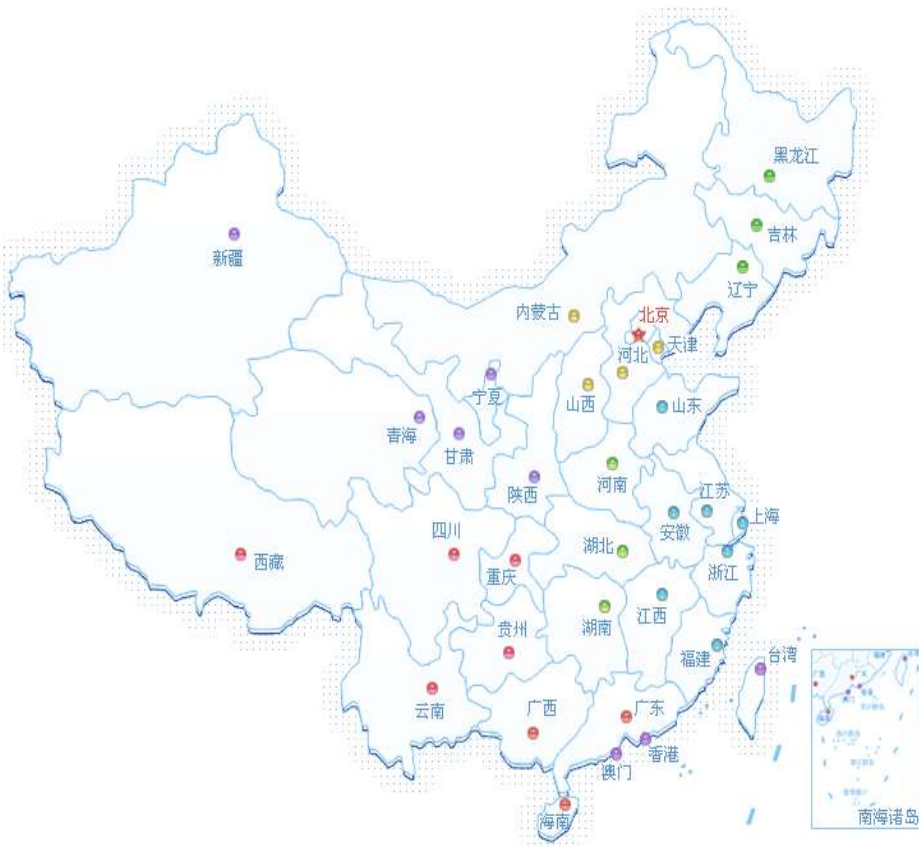 黑龙江
吉林
辽宁
新疆
内蒙古
北京
天津
河北
宁夏
山西
山东
青海
甘肃
陕西
河南
江苏
上海
安徽
四川
西藏
重庆
湖北
浙江
贵州
湖南
江西
福建
台湾
云南
广西
广东
香港
澳门
海南
南海诸岛